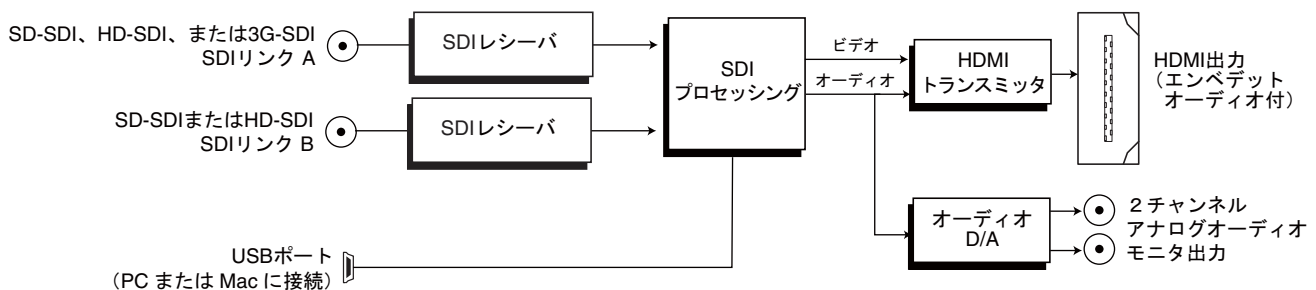 SD-SDI、HD-SDI、または3G-SDI
SDIリンク A
SDIレシーバ
SD-SDIまたはHD-SDI
SDIリンク B
SDIレシーバ
SDI
プロセッシング
ビデオ
オーディオ
HDMI
トランスミッタ
HDMI出力
（エンベデット
オーディオ付）
オーディオ
D/A
２チャンネル
アナログオーディオ
モニタ出力
USBポート
（PC または Mac に接続）